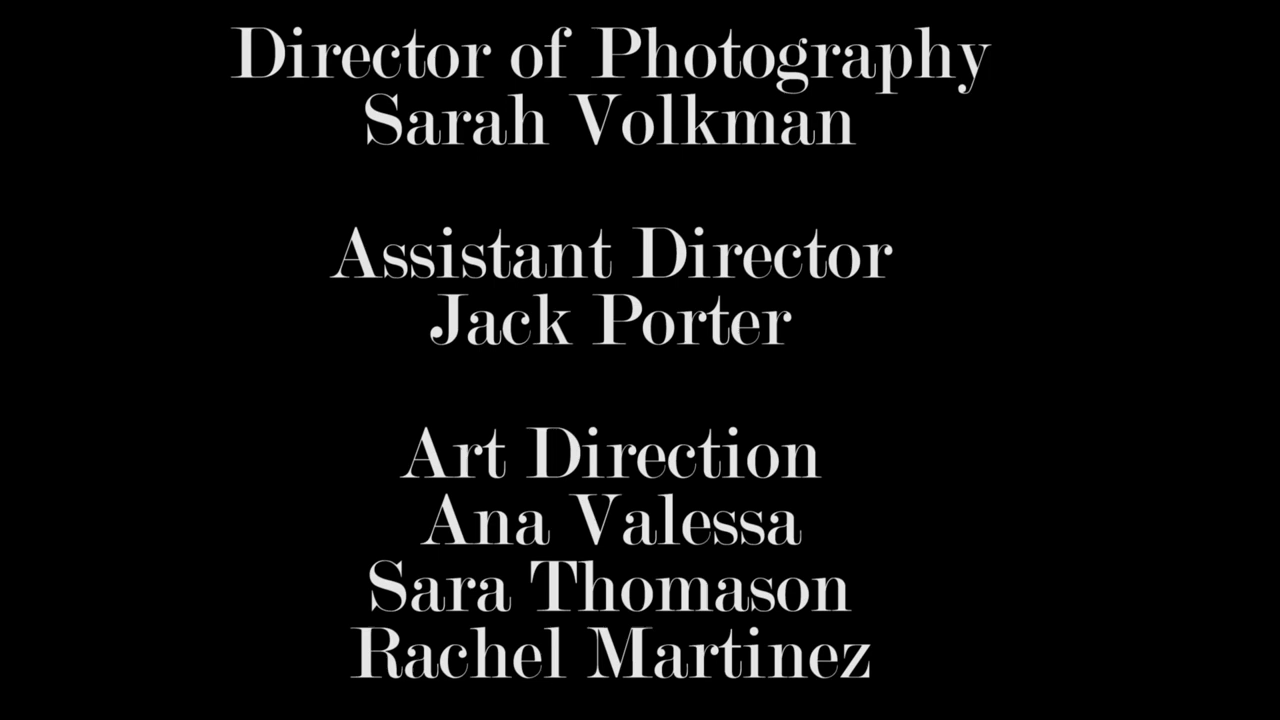 Director of Photography
Sarah Volkman
Assistant Director
Jack Porter
Art Direction
Ana Valessa
Sara Thomason
Rachel Martinez